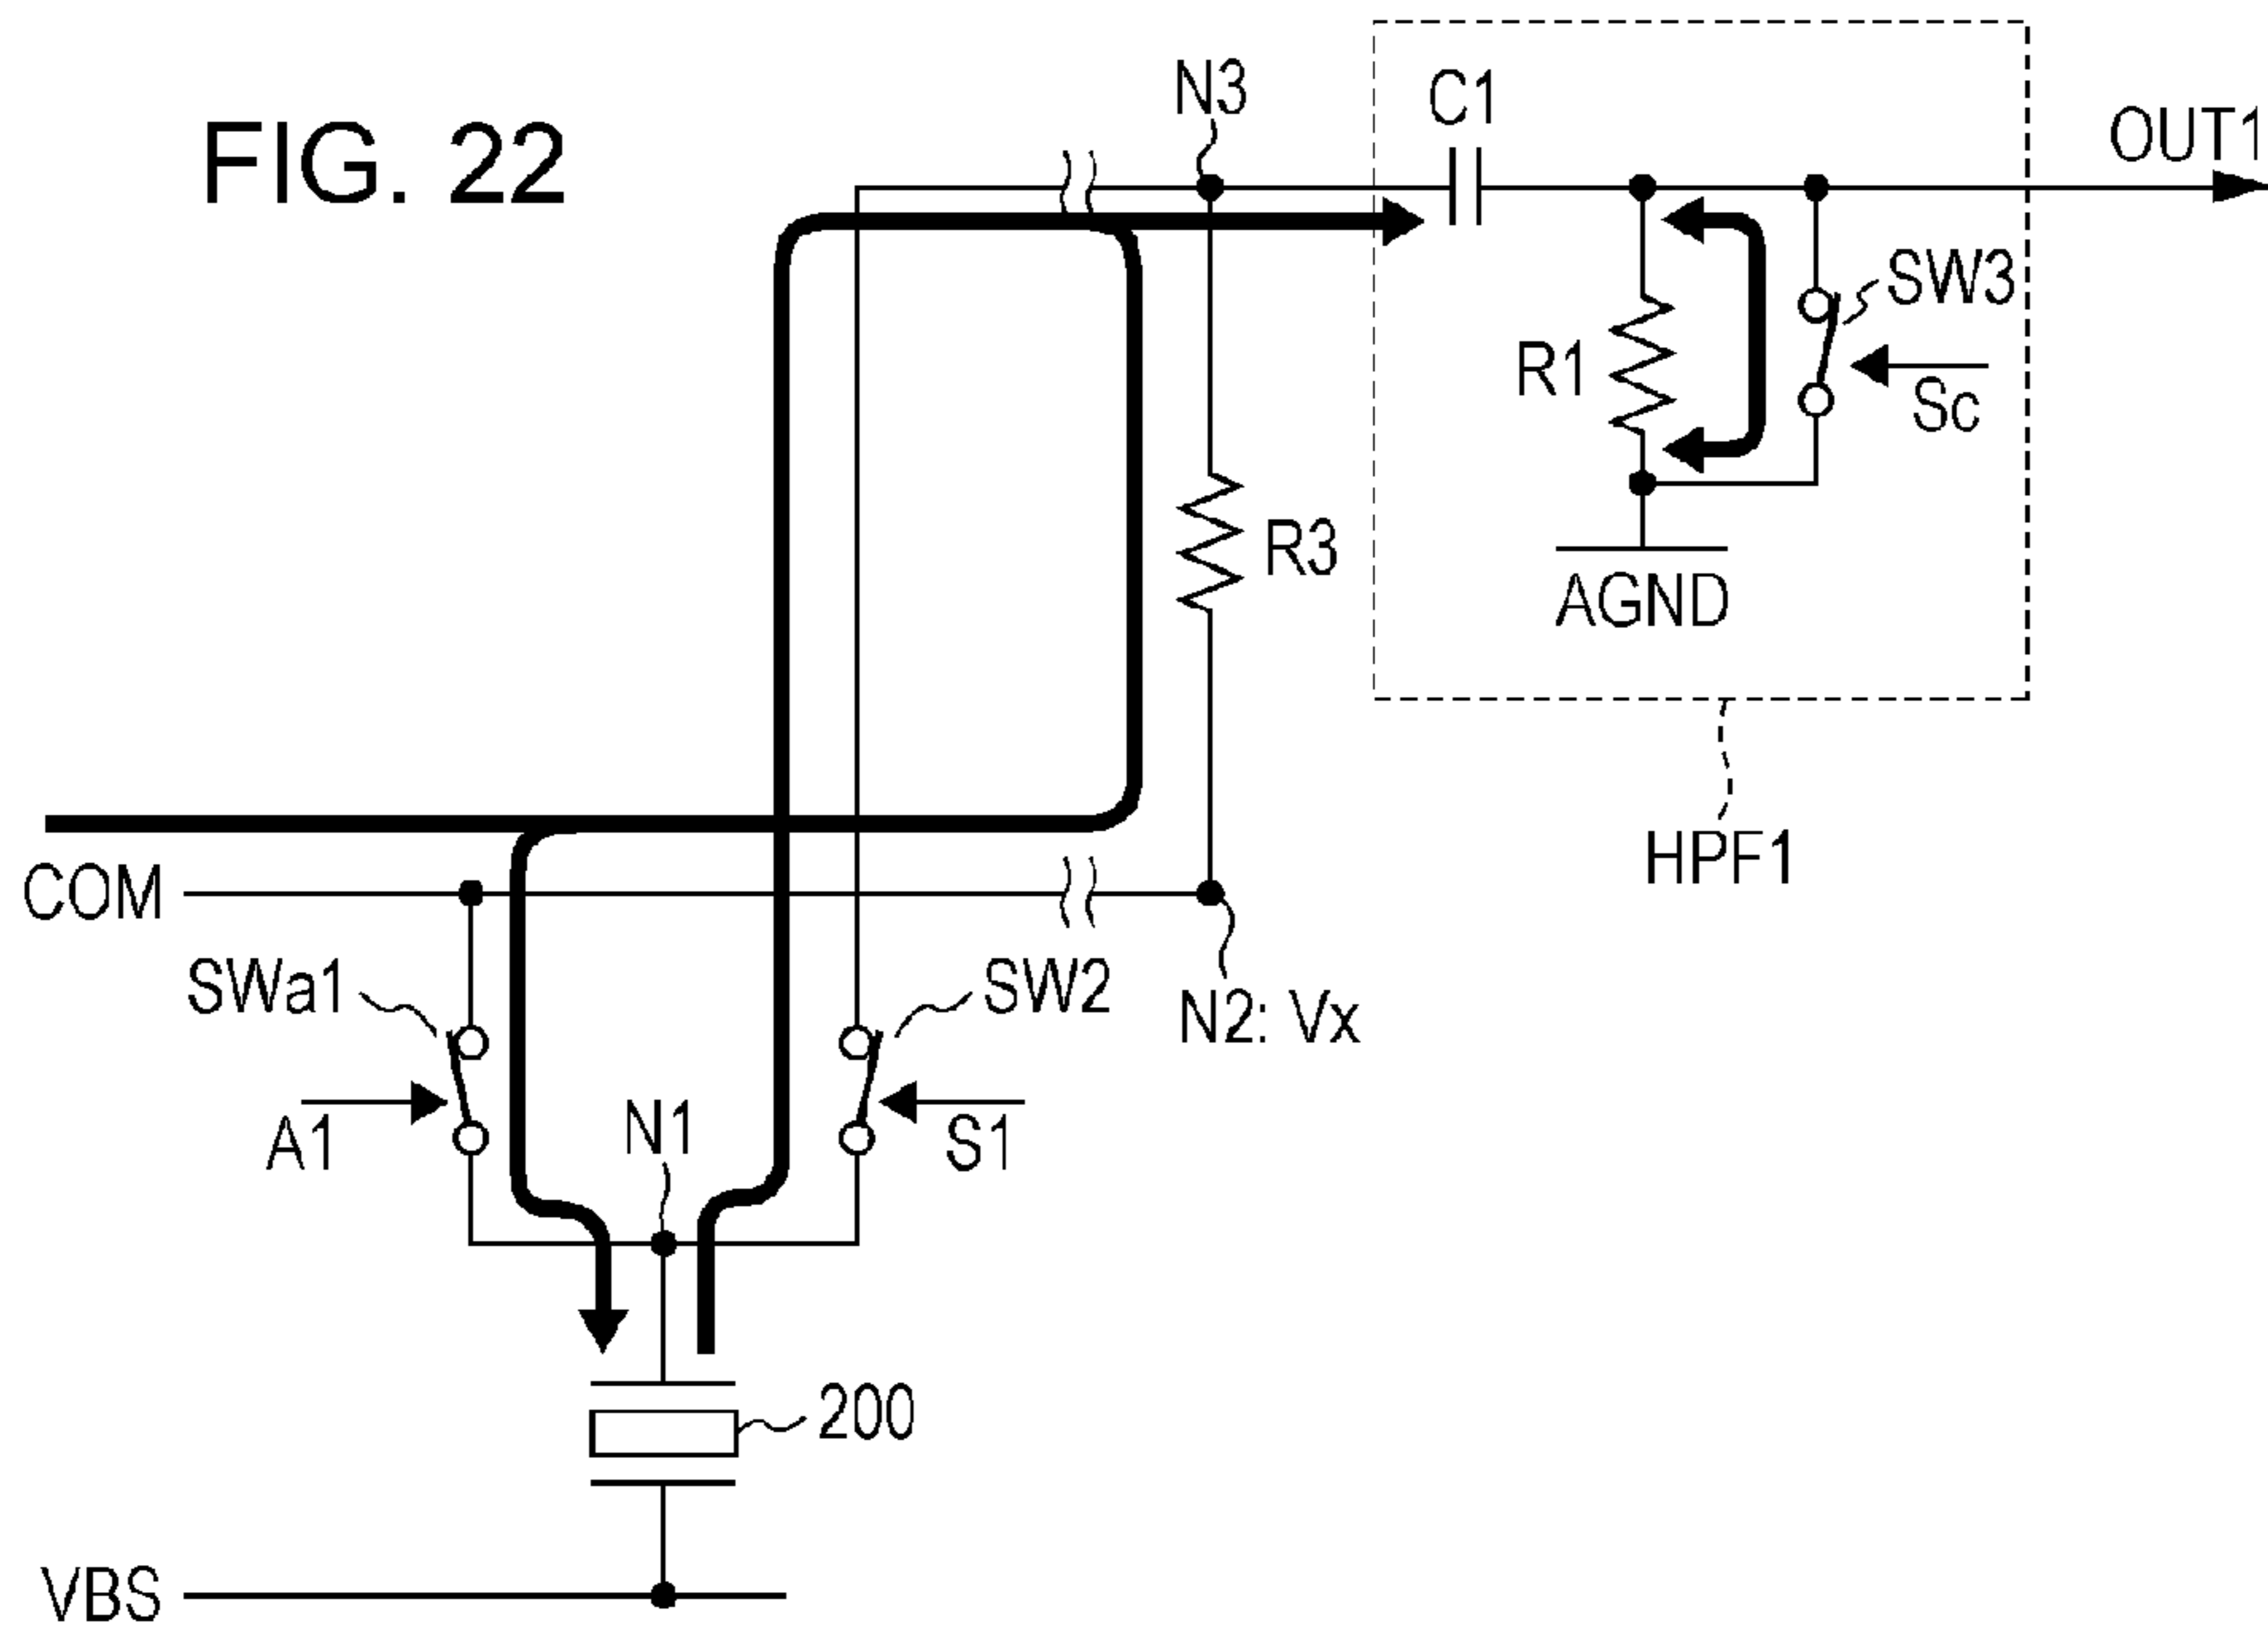 FIG. 22
N3
C1
OUT1
SW3
R1
Sc
R3
AGND
HPF1
COM
SWa1
SW2
N2: Vx
A1
N1
S1
200
VBS